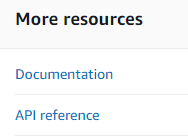 More resources
Documentation
API reference